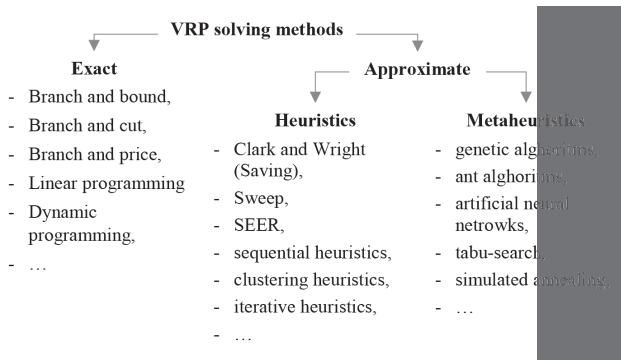 VRP solving methods
Exact
- Branch and bound,
- Branch and cut,
- Branch and price,
- Linear programming
- Dynamic
programming,
- …
Approximate
Heuristics
- Clark and Wright
(Saving),
- Sweep,
- SEER,
- sequential heuristics,
- clustering heuristics,
- iterative heuristics,
- …
Metaheuristics
- genetic alghoritms,
- ant alghoritms,
- artificial neural
netrowks,
- tabu-search,
- simulated annealing,
- …